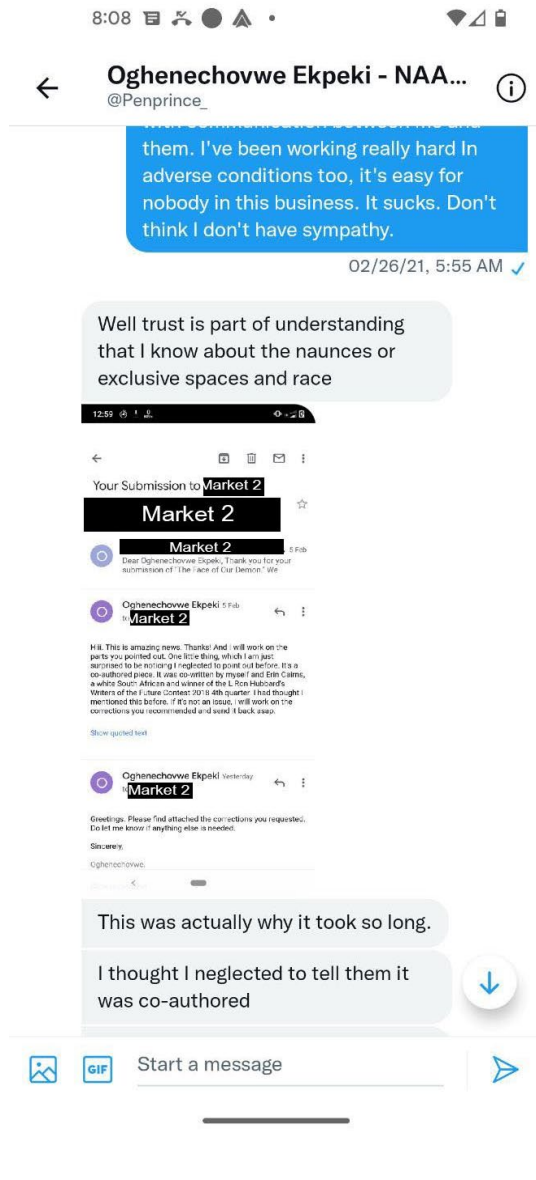 8:08
Oghenechovwe Ekpeki - NAA...
@Penprince_
them. I've been working really hard In
adverse conditions too, it's easy for
nobody in this business. It sucks. Don't
think I don't have sympathy.
02/26/21, 5:55 AM
Well trust is part of understanding
that I know about the naunces or
exclusive spaces and race
12:59
Your Submission to Market 2
Market 2
Market 2
5 Feb
Dear Oghenechovwe Ekpeki, Thank you for your
submission of "The Face of Our Demon." We
Oghenechovwe Ekpeki 5 Feb
to Market 2
Hii. This is amazing news. Thanks! And i will work on the
parts you pointed out. One little thing, which I am just
surprised to be noticing I neglected to point out before. It's a
co-authored piece. It was co-written by myself and Erin Cairns,
a white South African and winner of the L Ron Hubbard's
Writers of the Future Contest 2018 4th quarter. I had thought I
mentioned this before. If it's not an issue, i will work on the
corrections you recommended and send it back asap.
Show quoted text
Oghenechovwe Ekpeki Yesterday
Market 2
Greetings. Please find attached the corrections you requested.
Do let me know if anything else is needed.
Sincerely,
Oghenechovwe.
This was actually why it took so long.
I thought I neglected to tell them it
was co-authored
GIF
Start a message